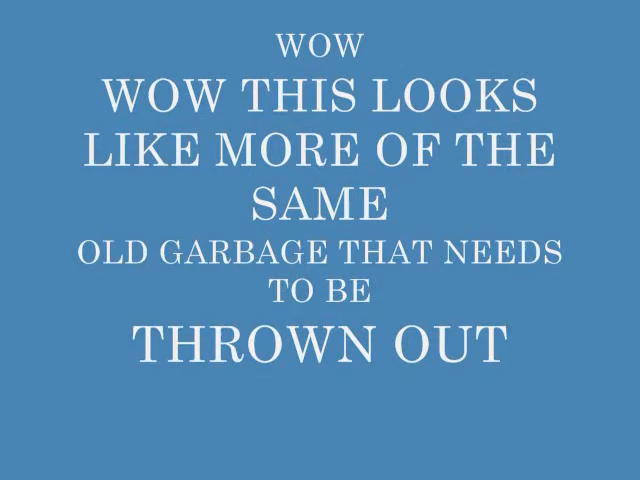 WOW
WOW THIS LOOKS
LIKE MORE OF THE
SAME
OLD GARBAGE THAT NEEDS
TO BE
THROWN OUT